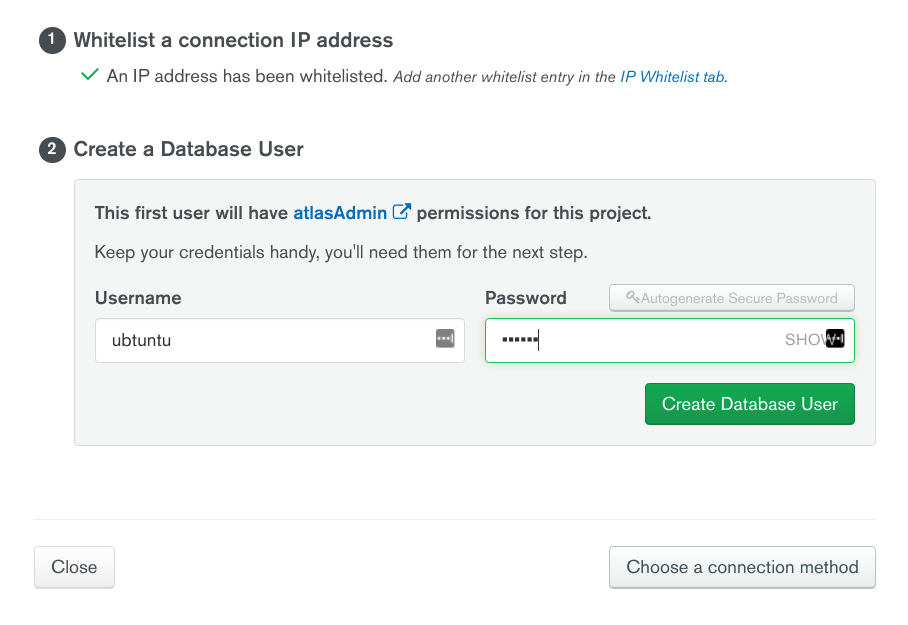 1 Whitelist a connection IP address
An IP address has been whitelisted. Add another whitelist entry in the IP Whitelist tab.
2 Create a Database User
This first user will have atlasAdmin permissions for this project.
Keep your credentials handy, you'll need them for the next step.
Username
Password
Autogenerate Secure Password
ubtuntu
•••••• SHOW
Create Database User
Close
Choose a connection method